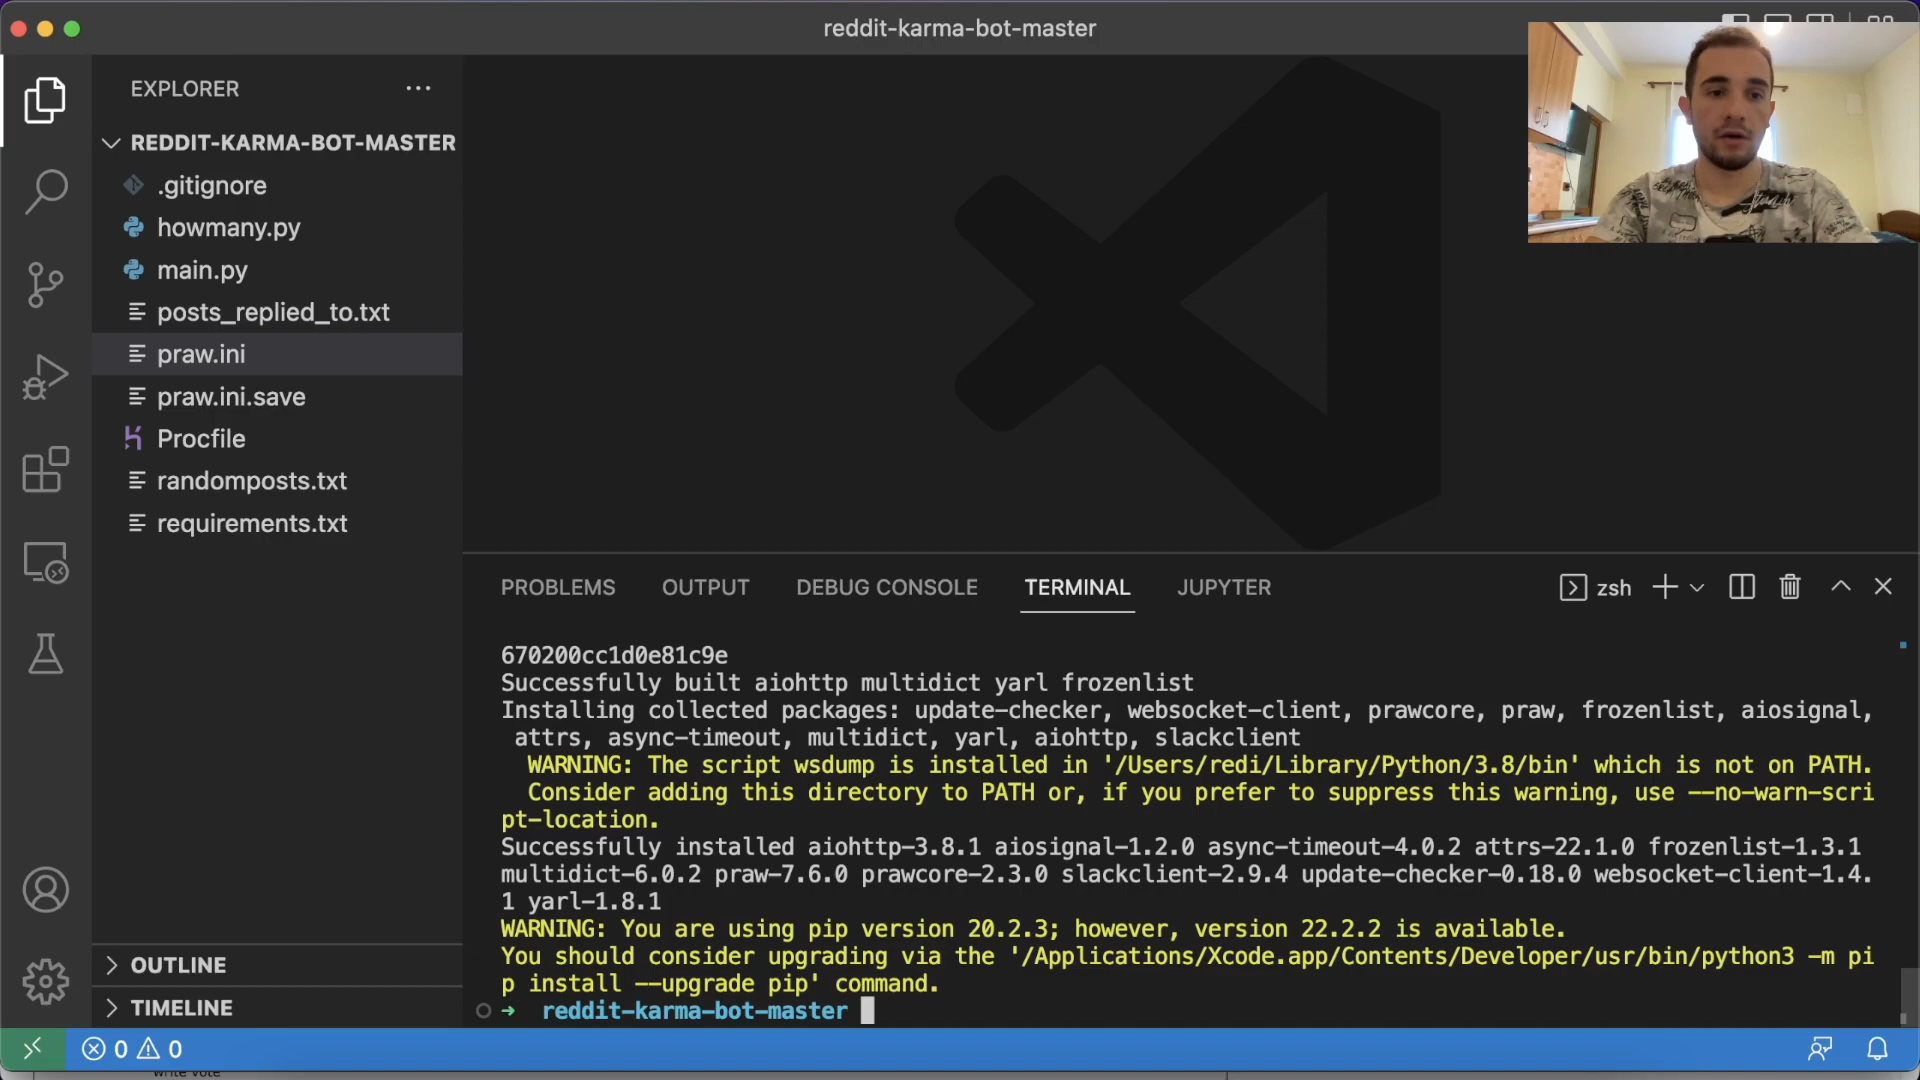 reddit-karma-bot-master
EXPLORER
REDDIT-KARMA-BOT-MASTER
.gitignore
howmany.py
main.py
posts_replied_to.txt
praw.ini
praw.ini.save
Procfile
randomposts.txt
requirements.txt
OUTLINE
TIMELINE
PROBLEMS OUTPUT DEBUG CONSOLE TERMINAL JUPYTER zsh
670200cc1d0e81c9e
Successfully built aiohttp multidict yarl frozenlist
Installing collected packages: update-checker, websocket-client, prawcore, praw, frozenlist, aiosignal,
attrs, async-timeout, multidict, yarl, aiohttp, slackclient
WARNING: The script wsdump is installed in '/Users/redi/Library/Python/3.8/bin' which is not on PATH.
Consider adding this directory to PATH or, if you prefer to suppress this warning, use --no-warn-scri
pt-location.
Successfully installed aiohttp-3.8.1 aiosignal-1.2.0 async-timeout-4.0.2 attrs-22.1.0 frozenlist-1.3.1
multidict-6.0.2 praw-7.6.0 prawcore-2.3.0 slackclient-2.9.4 update-checker-0.18.0 websocket-client-1.4.
1 yarl-1.8.1
WARNING: You are using pip version 20.2.3; however, version 22.2.2 is available.
You should consider upgrading via the '/Applications/Xcode.app/Contents/Developer/usr/bin/python3 -m pi
p install --upgrade pip' command.
➜ reddit-karma-bot-master
0 0
write vote